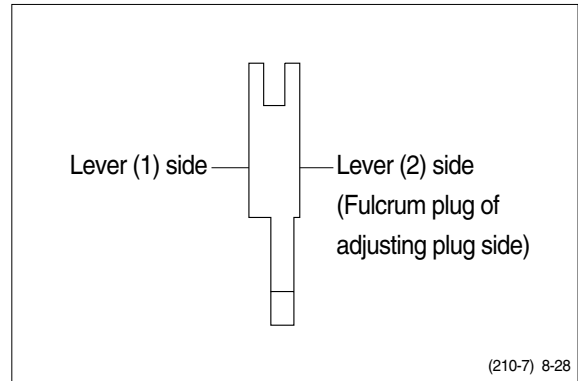 Lever (1) side
Lever (2) side
(Fulcrum plug of
adjusting plug side)
(210-7) 8-28